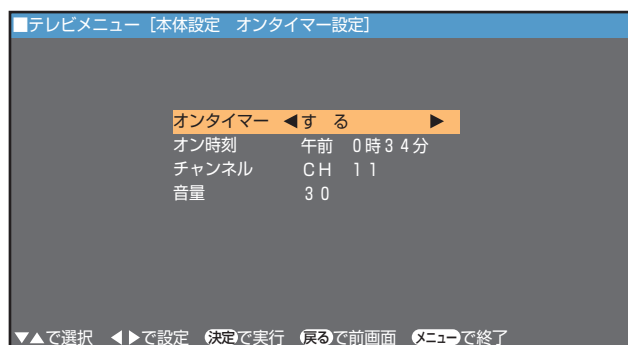 ■テレビメニュー [本体設定　オンタイマー設定]
オンタイマー ◀す　る ▶
オン時刻 午前　０時３４分
チャンネル ＣＨ　１１
音量 ３０
▼▲で選択　◀▶で設定　決定で実行　戻るで前画面　メニューで終了